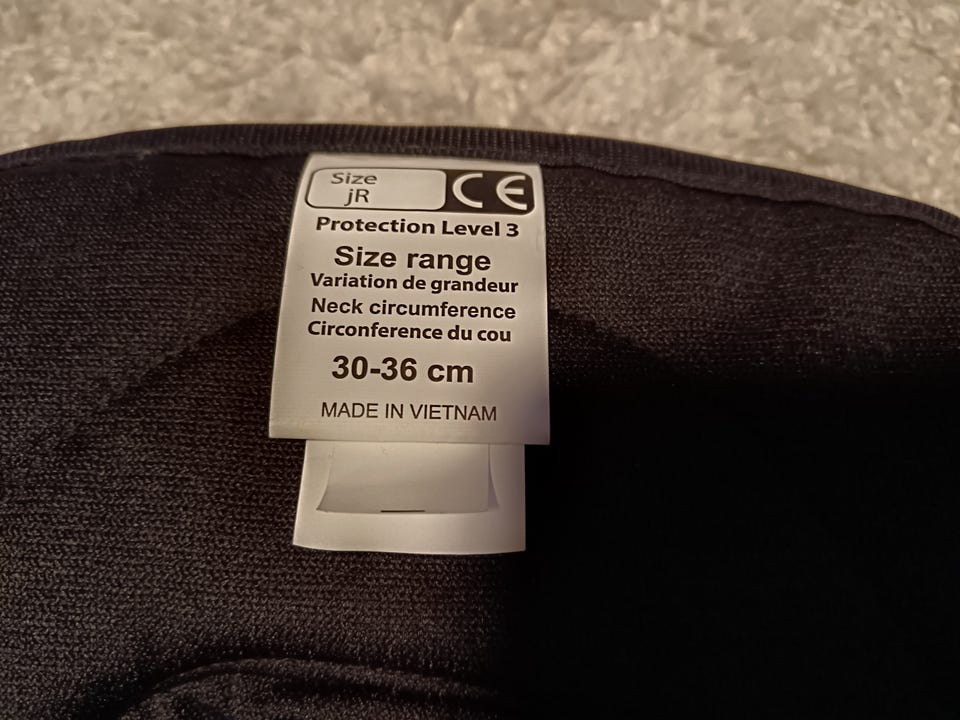 Size
jR
CE
Protection Level 3
Size range
Variation de grandeur
Neck circumference
Circonference du cou
30-36 cm
MADE IN VIETNAM